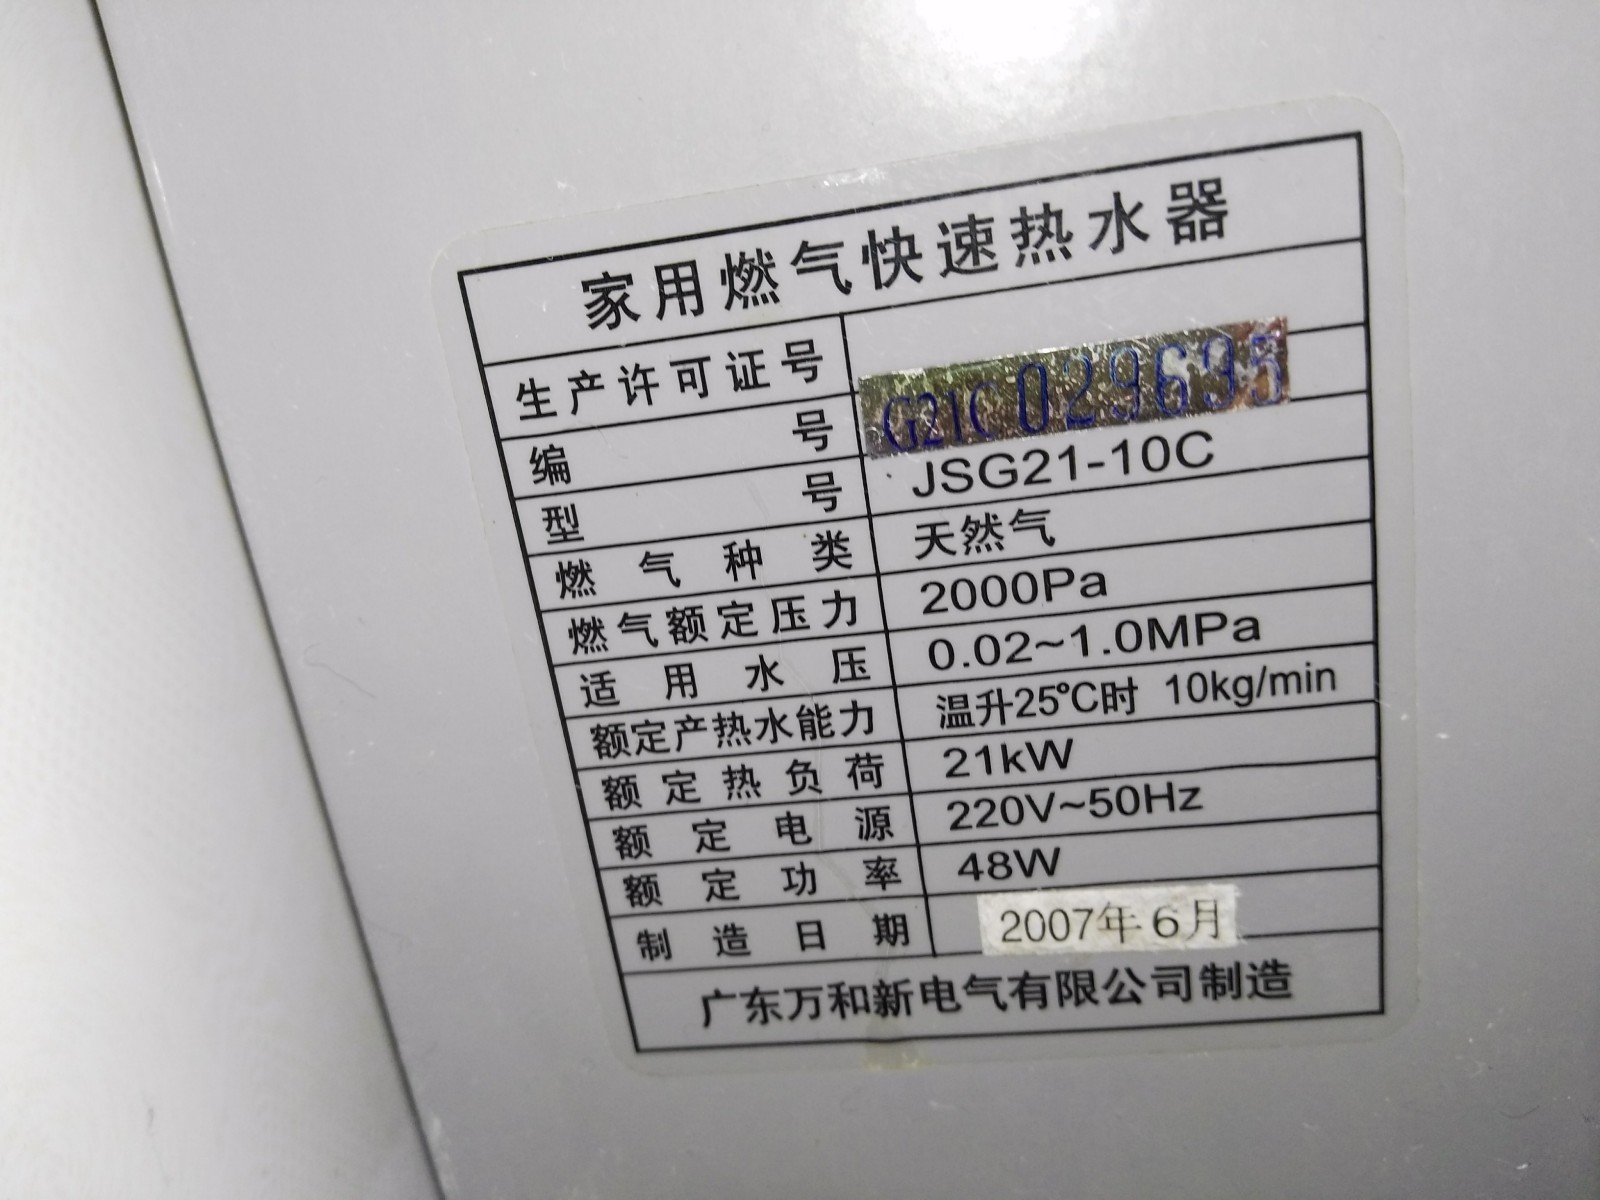 家用燃气快速热水器
生产许可证号
编号 G21C029695
型号 JSG21-10C
燃气种类 天然气
燃气额定压力 2000Pa
适用水压 0.02~1.0MPa
额定产热水能力 温升25℃时 10kg/min
额定热负荷 21kW
额定电源 220V~50Hz
额定功率 48W
制造日期 2007年6月
广东万和新电气有限公司制造